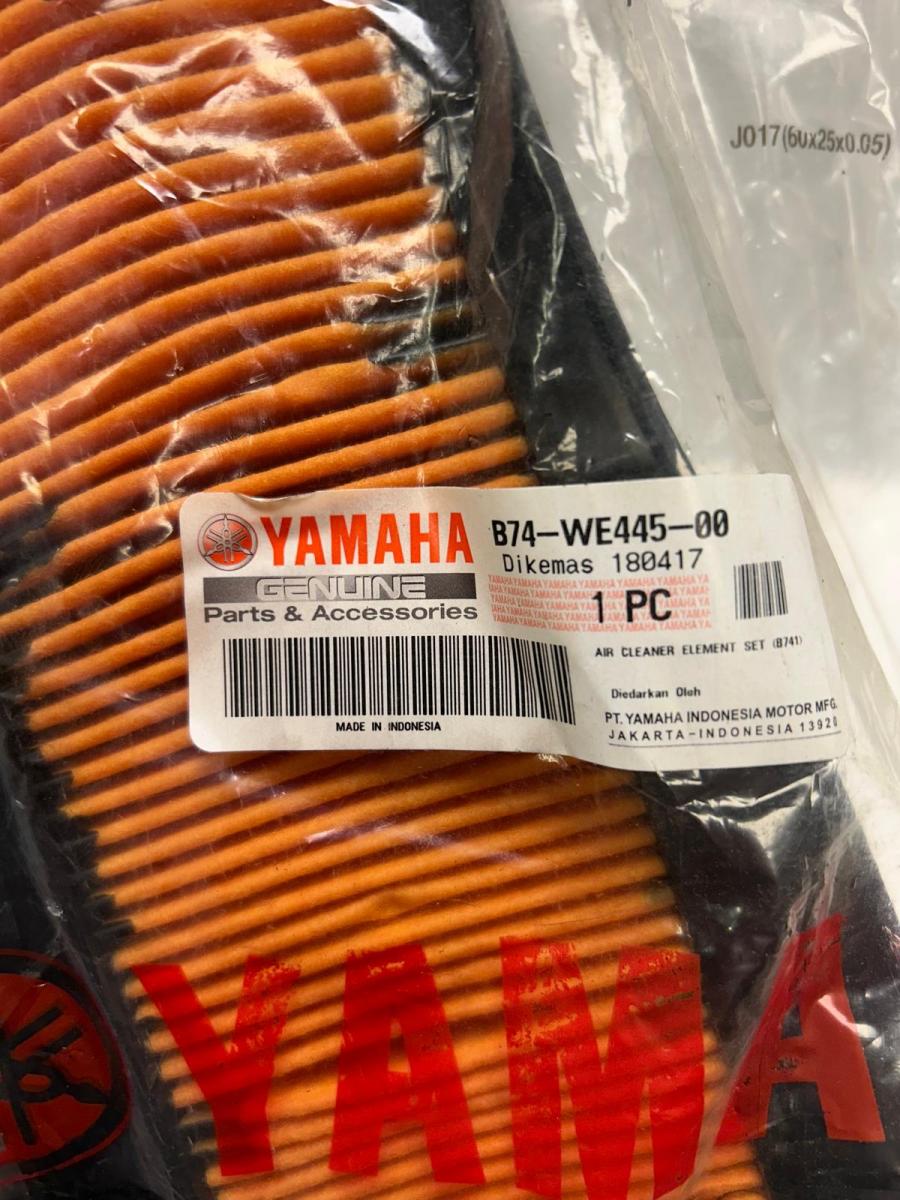 J017(60x25x0.05)
YAMAHA
GENUINE
Parts & Accessories
MADE IN INDONESIA
B74-WE445-00
Dikemas 180417
1 PC
AIR CLEANER ELEMENT SET (B741)
Diedarkan Oleh
PT. YAMAHA INDONESIA MOTOR MFG.
JAKARTA-INDONESIA 13920
YAMA